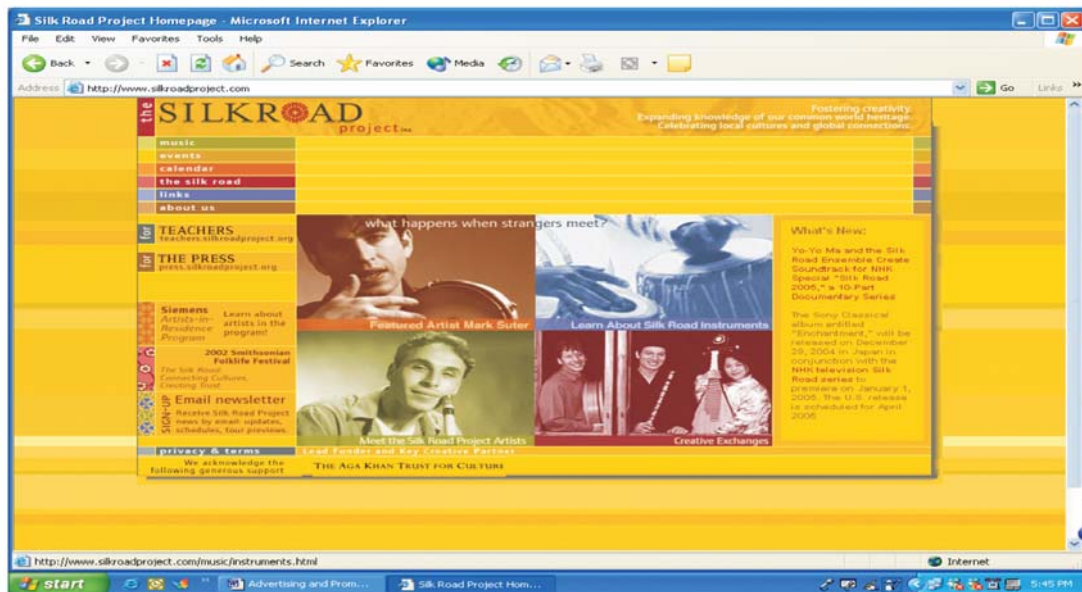 Silk Road Project Homepage - Microsoft Internet Explorer
File Edit View Favorites Tools Help
Back Search Favorites Media
Address http://www.silkroadproject.com Go Links
the SILKROAD project inc
Fostering creativity.
Expanding knowledge of our common world heritage.
Celebrating local cultures and global connections.
music
events
calendar
the silk road
links
about us
for TEACHERS
teachers.silkroadproject.org
for THE PRESS
press.silkroadproject.org
Siemens
Artists-in-
Residence
Program
Learn about
artists in the
program!
2002 Smithsonian
Folklife Festival
The Silk Road:
Connecting Cultures,
Creating Trust
SIGN-UP Email newsletter
Receive Silk Road Project
news by email: updates,
schedules, tour previews.
what happens when strangers meet?
Featured Artist Mark Suter
Learn About Silk Road Instruments
Meet the Silk Road Project Artists
Creative Exchanges
What's New:
Yo-Yo Ma and the Silk
Road Ensemble Create
Soundtrack for NHK
Special "Silk Road
2005," a 10-Part
Documentary Series
The Sony Classical
album entitled
"Enchantment," will be
released on December
29, 2004 in Japan in
conjunction with the
NHK television Silk
Road series to
premiere on January 1,
2005. The U.S. release
is scheduled for April
2005
privacy & terms
Lead Funder and Key Creative Partner
We acknowledge the
following generous support
THE AGA KHAN TRUST FOR CULTURE
http://www.silkroadproject.com/music/instruments.html Internet
start Advertising and Prom... Silk Road Project Hom... 5:45 PM